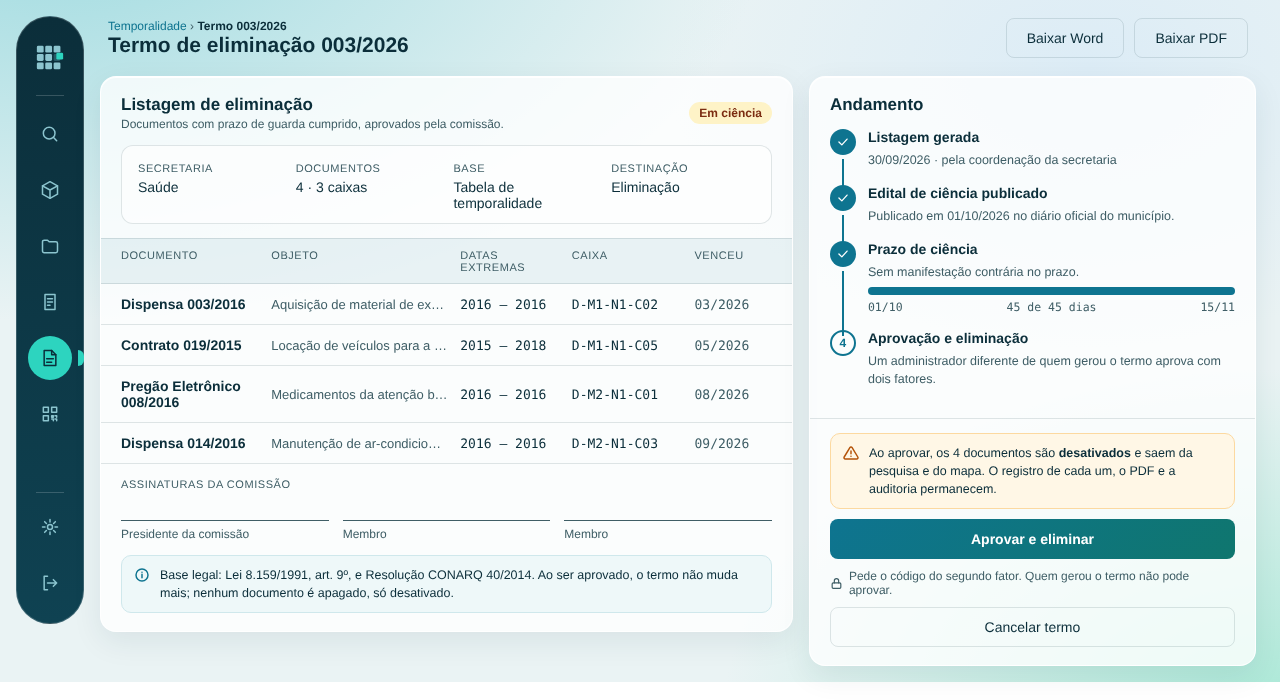 Temporalidade › Termo 003/2026
Termo de eliminação 003/2026
Baixar Word
Baixar PDF
Listagem de eliminação
Documentos com prazo de guarda cumprido, aprovados pela comissão.
Em ciência
SECRETARIA
Saúde
DOCUMENTOS
4 · 3 caixas
BASE
Tabela de
temporalidade
DESTINAÇÃO
Eliminação
DOCUMENTO
OBJETO
DATAS
EXTREMAS
CAIXA
VENCEU
Dispensa 003/2016
Aquisição de material de ex…
2016 – 2016
D-M1-N1-C02
03/2026
Contrato 019/2015
Locação de veículos para a …
2015 – 2018
D-M1-N1-C05
05/2026
Pregão Eletrônico
008/2016
Medicamentos da atenção b…
2016 – 2016
D-M2-N1-C01
08/2026
Dispensa 014/2016
Manutenção de ar-condicio…
2016 – 2016
D-M2-N1-C03
09/2026
ASSINATURAS DA COMISSÃO
Presidente da comissão
Membro
Membro
Base legal: Lei 8.159/1991, art. 9º, e Resolução CONARQ 40/2014. Ao ser aprovado, o termo não muda
mais; nenhum documento é apagado, só desativado.
Andamento
Listagem gerada
30/09/2026 · pela coordenação da secretaria
Edital de ciência publicado
Publicado em 01/10/2026 no diário oficial do município.
Prazo de ciência
Sem manifestação contrária no prazo.
01/10
45 de 45 dias
15/11
4
Aprovação e eliminação
Um administrador diferente de quem gerou o termo aprova com
dois fatores.
Ao aprovar, os 4 documentos são desativados e saem da
pesquisa e do mapa. O registro de cada um, o PDF e a
auditoria permanecem.
Aprovar e eliminar
Pede o código do segundo fator. Quem gerou o termo não pode
aprovar.
Cancelar termo